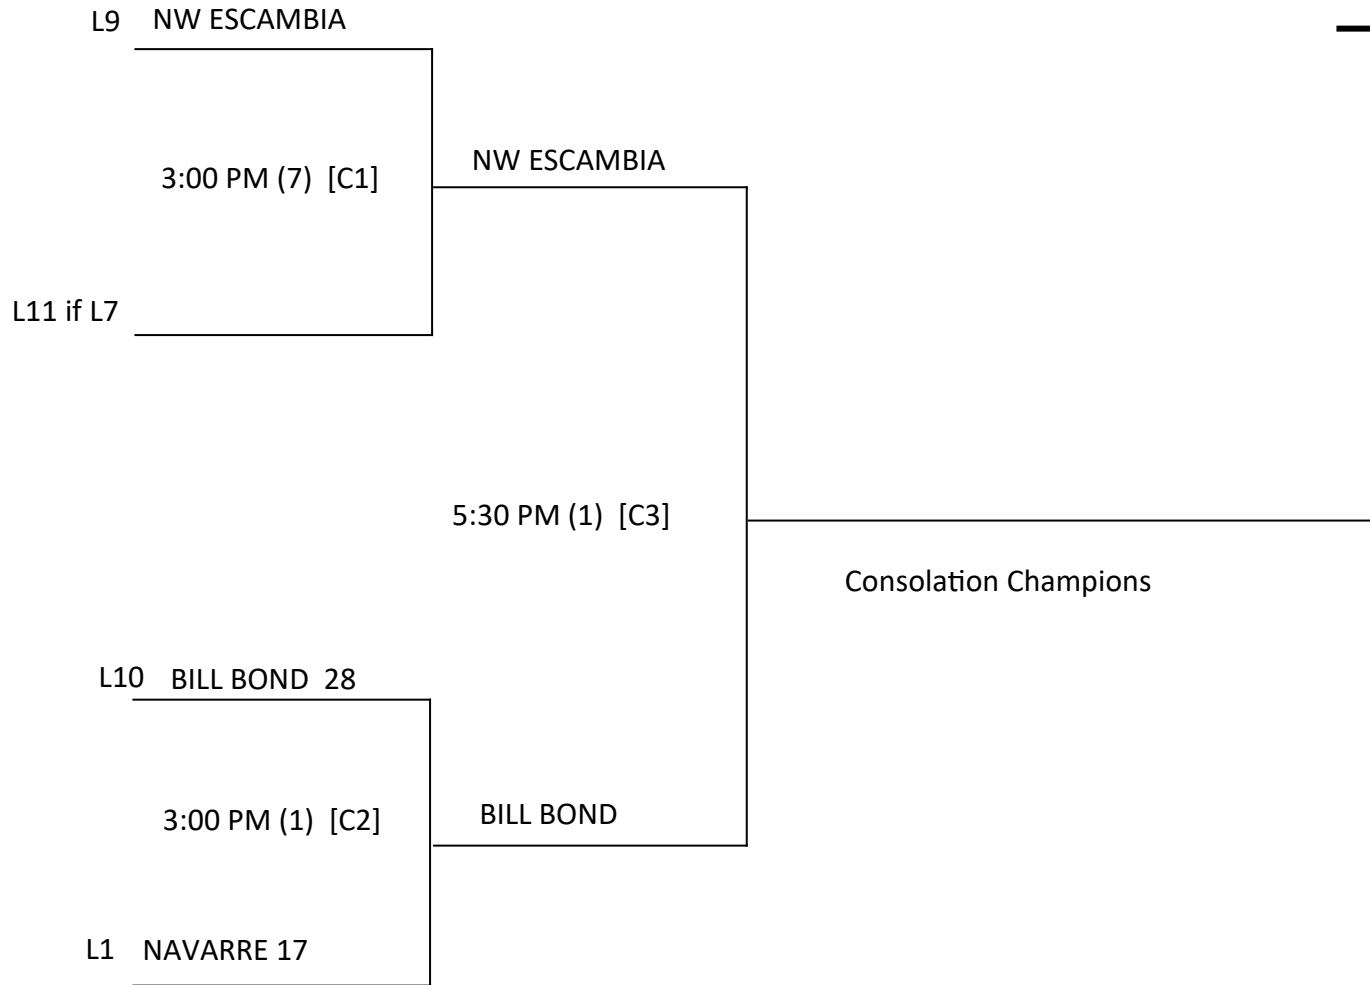 L9 NW ESCAMBIA
NW ESCAMBIA
3:00 PM (7) [C1]
L11 if L7
5:30 PM (1) [C3]
Consolation Champions
L10 BILL BOND 28
BILL BOND
3:00 PM (1) [C2]
L1 NAVARRE 17